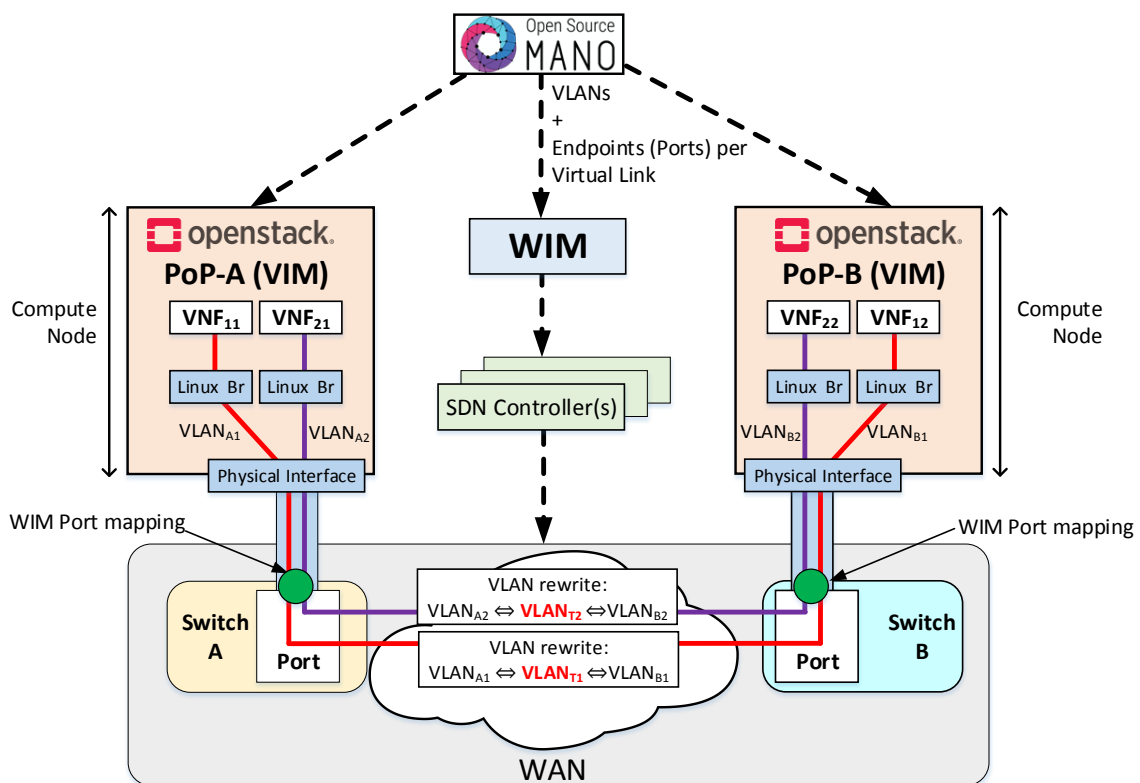 Open Source
MANO
VLANs
+
Endpoints (Ports) per
Virtual Link
openstack.
PoP-A (VIM)
VNF11
VNF21
Linux Br
Linux Br
VLANA1
VLANA2
Physical Interface
Compute
Node
WIM
SDN Controller(s)
openstack.
PoP-B (VIM)
VNF22
VNF12
Linux Br
Linux Br
VLANB2
VLANB1
Physical Interface
Compute
Node
WIM Port mapping
WIM Port mapping
Switch
A
Port
VLAN rewrite:
VLANA2 ⇔ VLANT2 ⇔VLANB2
VLAN rewrite:
VLANA1 ⇔ VLANT1 ⇔VLANB1
Port
Switch
B
WAN